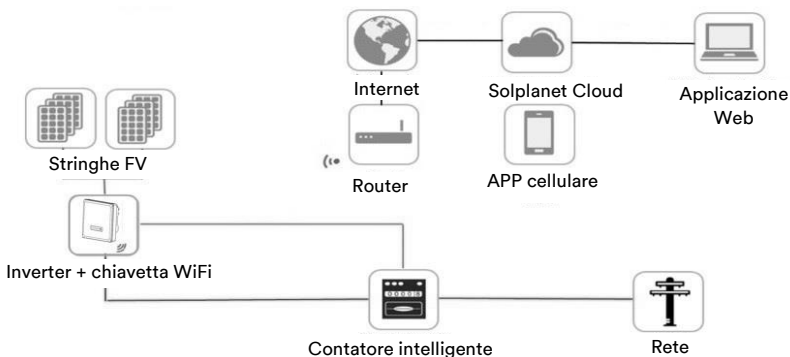 Internet
Solplanet Cloud
Applicazione
Web
Stringhe FV
Router
APP cellulare
Inverter + chiavetta WiFi
Contatore intelligente
Rete